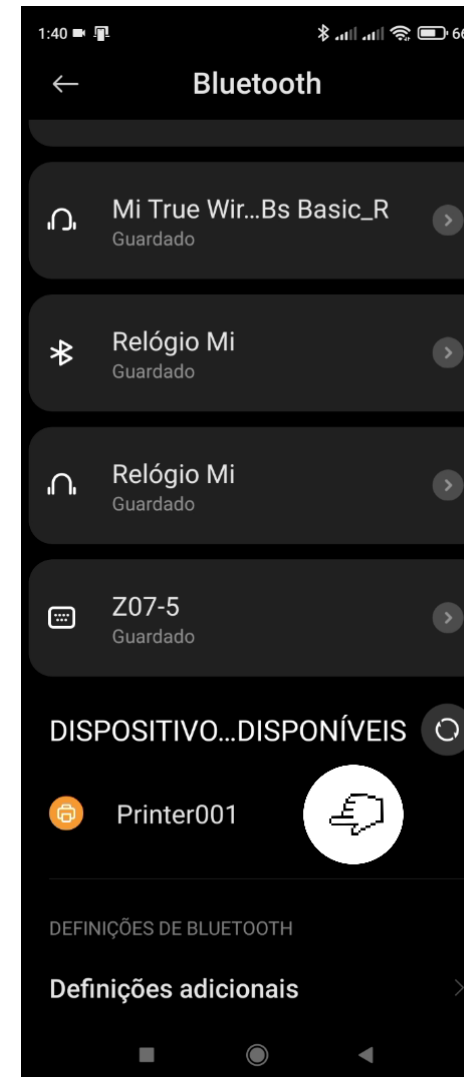 1:40
66
Bluetooth
Mi True Wir...Bs Basic_R
Guardado
Relógio Mi
Guardado
Relógio Mi
Guardado
Z07-5
Guardado
DISPOSITIVO...DISPONÍVEIS
Printer001
DEFINIÇÕES DE BLUETOOTH
Definições adicionais